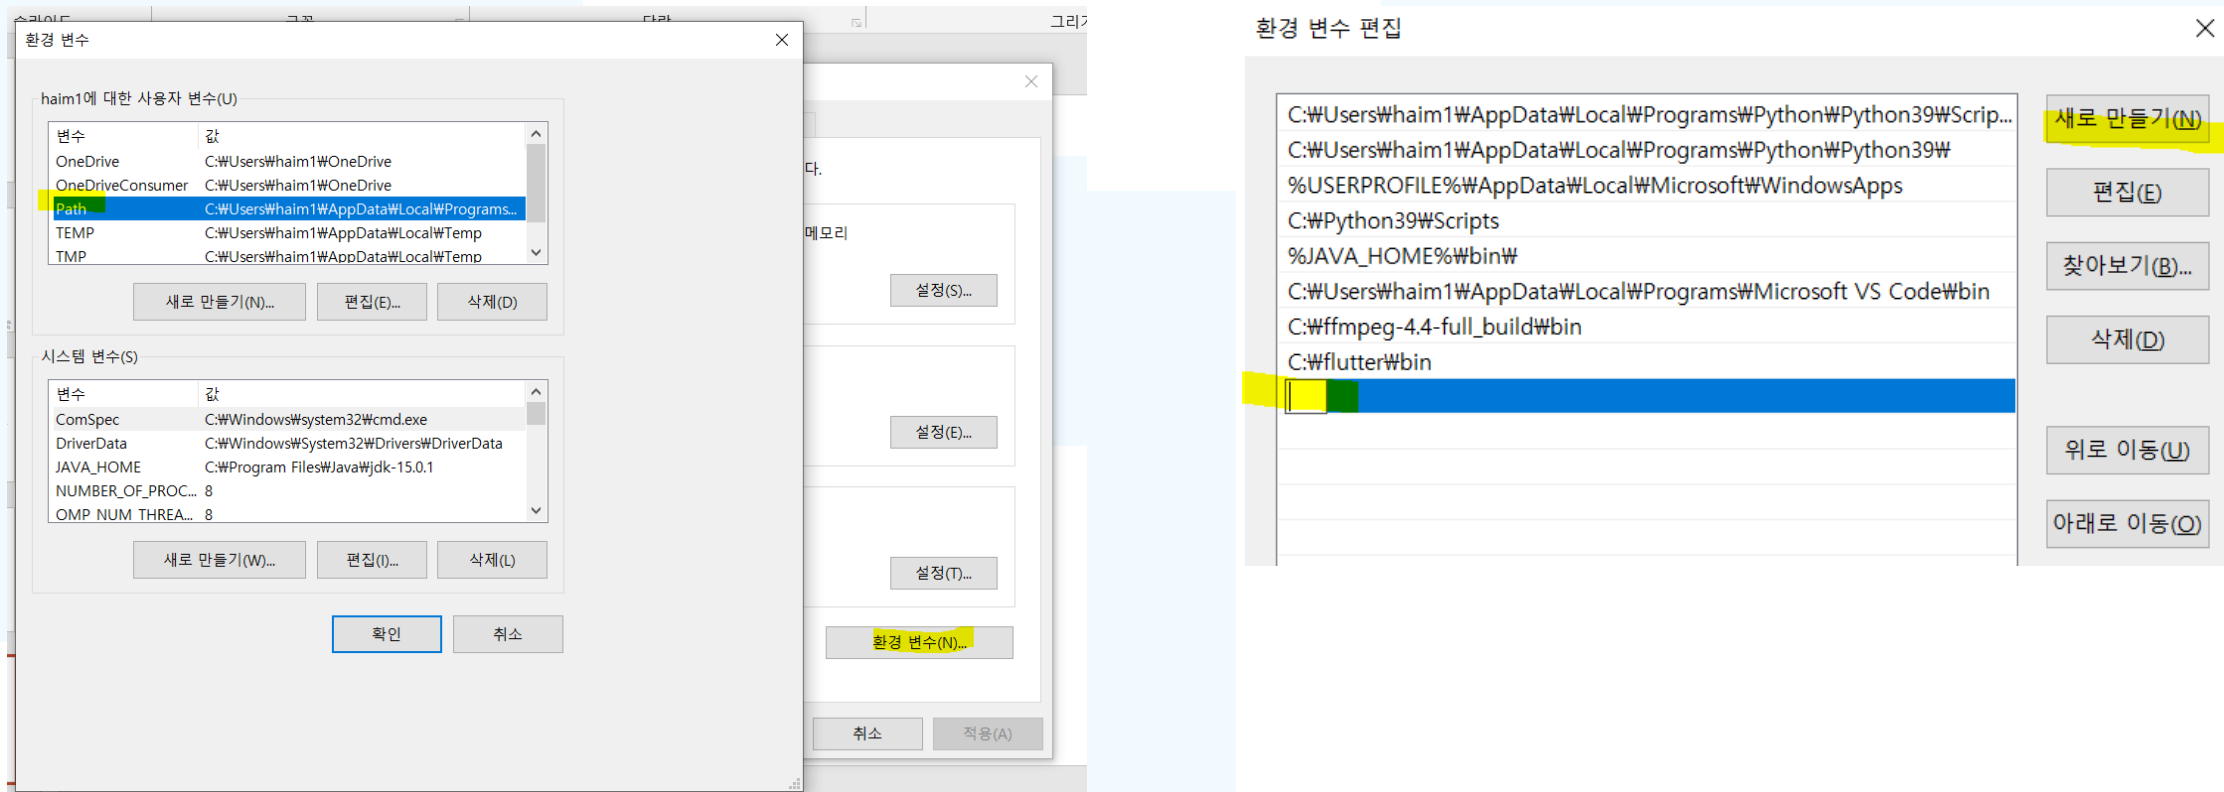 환경 변수
haim1에 대한 사용자 변수(U)
변수 값
OneDrive C:₩Users₩haim1₩OneDrive
OneDriveConsumer C:₩Users₩haim1₩OneDrive
Path C:₩Users₩haim1₩AppData₩Local₩Programs...
TEMP C:₩Users₩haim1₩AppData₩Local₩Temp
TMP C:₩Users₩haim1₩AppData₩Local₩Temp
새로 만들기(N)... 편집(E)... 삭제(D)
시스템 변수(S)
변수 값
ComSpec C:₩Windows₩system32₩cmd.exe
DriverData C:₩Windows₩System32₩Drivers₩DriverData
JAVA_HOME C:₩Program Files₩Java₩jdk-15.0.1
NUMBER_OF_PROC... 8
OMP_NUM_THREA... 8
새로 만들기(W)... 편집(I)... 삭제(L)
확인 취소
다.
메모리
설정(S)...
설정(E)...
설정(T)...
환경 변수(N)...
취소 적용(A)
환경 변수 편집
C:₩Users₩haim1₩AppData₩Local₩Programs₩Python₩Python39₩Scrip...
C:₩Users₩haim1₩AppData₩Local₩Programs₩Python₩Python39₩
%USERPROFILE%₩AppData₩Local₩Microsoft₩WindowsApps
C:₩Python39₩Scripts
%JAVA_HOME%₩bin₩
C:₩Users₩haim1₩AppData₩Local₩Programs₩Microsoft VS Code₩bin
C:₩ffmpeg-4.4-full_build₩bin
C:₩flutter₩bin
새로 만들기(N)
편집(E)
찾아보기(B)...
삭제(D)
위로 이동(U)
아래로 이동(O)